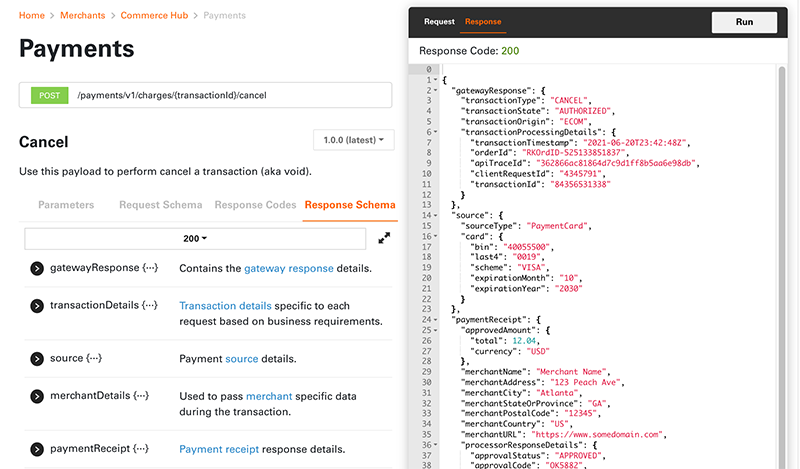 Home > Merchants > Commerce Hub > Payments
Payments
POST /payments/v1/charges/{transactionId}/cancel
Cancel
1.0.0 (latest)
Use this payload to perform cancel a transaction (aka void).
Parameters Request Schema Response Codes Response Schema
200
gatewayResponse {···} Contains the gateway response details.
transactionDetails {···} Transaction details specific to each
request based on business requirements.
source {···} Payment source details.
merchantDetails {···} Used to pass merchant specific data
during the transaction.
paymentReceipt {···} Payment receipt response details.
Request Response Run
Response Code: 200
0
1 {
2 "gatewayResponse": {
3 "transactionType": "CANCEL",
4 "transactionState": "AUTHORIZED",
5 "transactionOrigin": "ECOM",
6 "transactionProcessingDetails": {
7 "transactionTimestamp": "2021-06-20T23:42:48Z",
8 "orderId": "RKOrdID-525133851837",
9 "apiTraceId": "362866ac81864d7c9d1ff8b5aa6e98db",
10 "clientRequestId": "4345791",
11 "transactionId": "84356531338"
12 }
13 },
14 "source": {
15 "sourceType": "PaymentCard",
16 "card": {
17 "bin": "40055500",
18 "last4": "0019",
19 "scheme": "VISA",
20 "expirationMonth": "10",
21 "expirationYear": "2030"
22 }
23 },
24 "paymentReceipt": {
25 "approvedAmount": {
26 "total": 12.04,
27 "currency": "USD"
28 },
29 "merchantName": "Merchant Name",
30 "merchantAddress": "123 Peach Ave",
31 "merchantCity": "Atlanta",
32 "merchantStateOrProvince": "GA",
33 "merchantPostalCode": "12345",
34 "merchantCountry": "US",
35 "merchantURL": "https://www.somedomain.com",
36 "processorResponseDetails": {
37 "approvalStatus": "APPROVED",
38 "approvalCode": "OK5882",